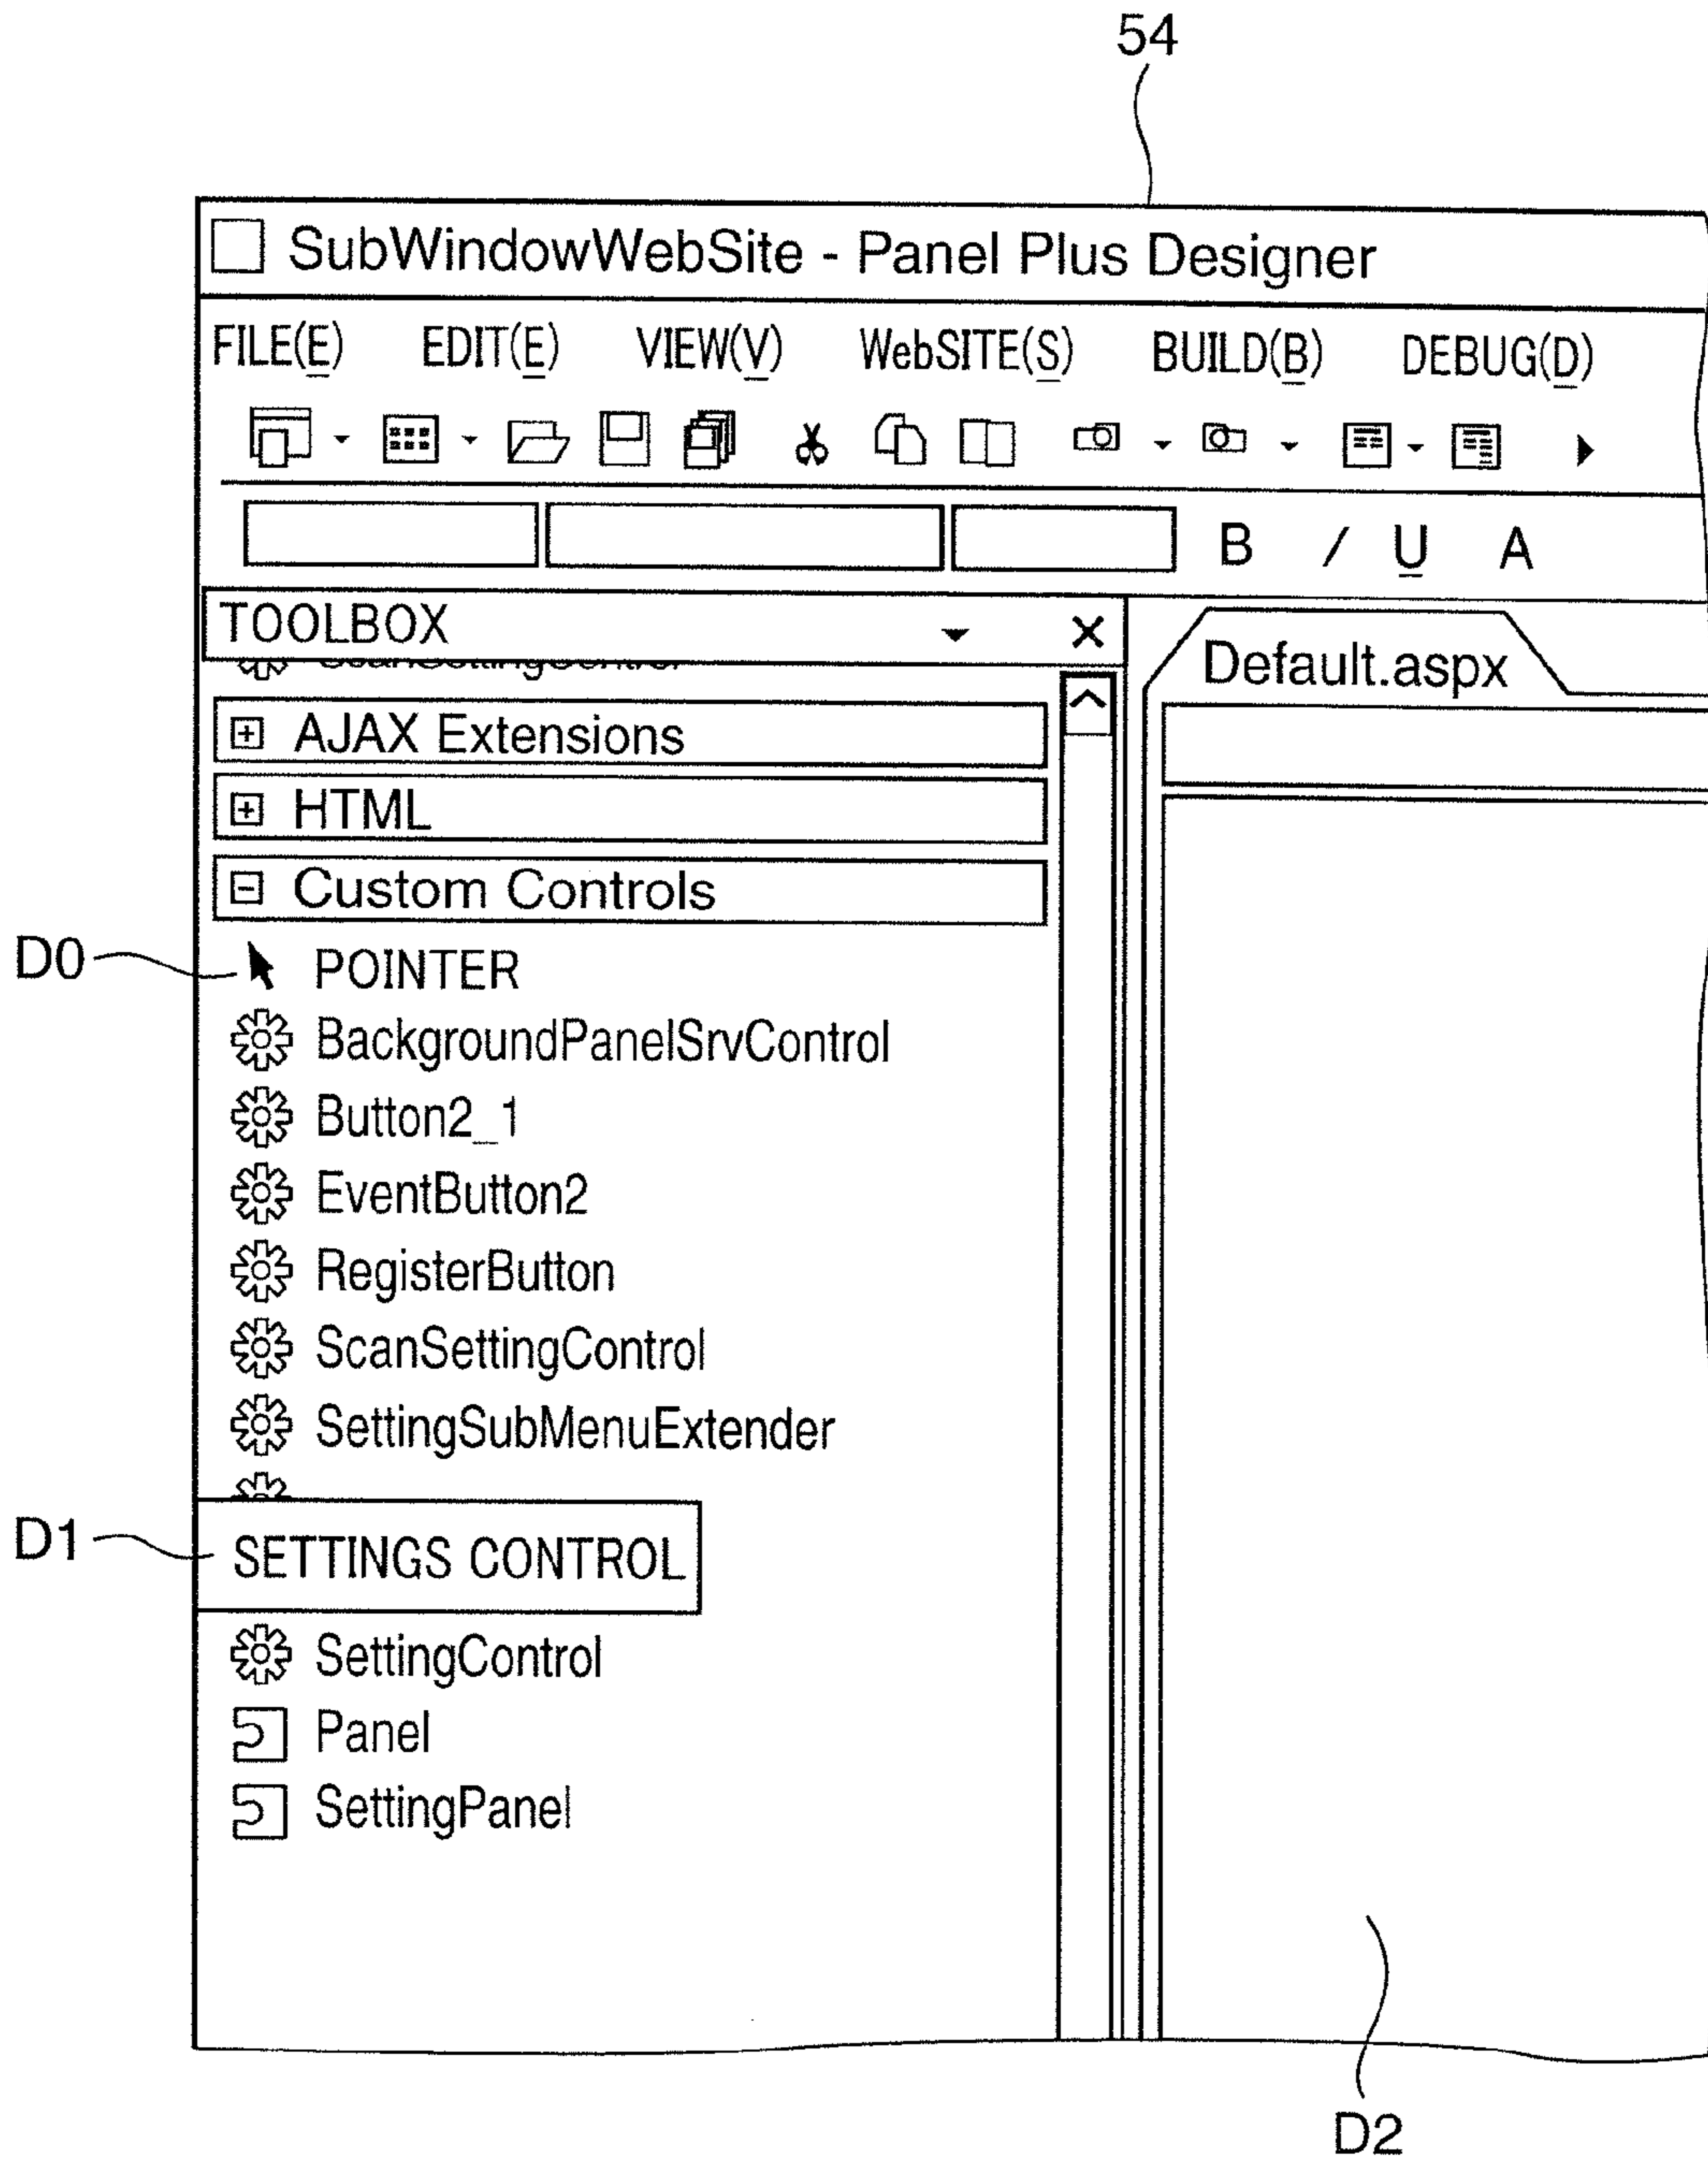 54
SubWindowWebSite - Panel Plus Designer
FILE(E) EDIT(E) VIEW(V) WebSITE(S) BUILD(B) DEBUG(D)
B / U A
TOOLBOX
Default.aspx
AJAX Extensions
HTML
Custom Controls
D0 POINTER
BackgroundPanelSrvControl
Button2_1
EventButton2
RegisterButton
ScanSettingControl
SettingSubMenuExtender
D1 SETTINGS CONTROL
SettingControl
Panel
SettingPanel
D2